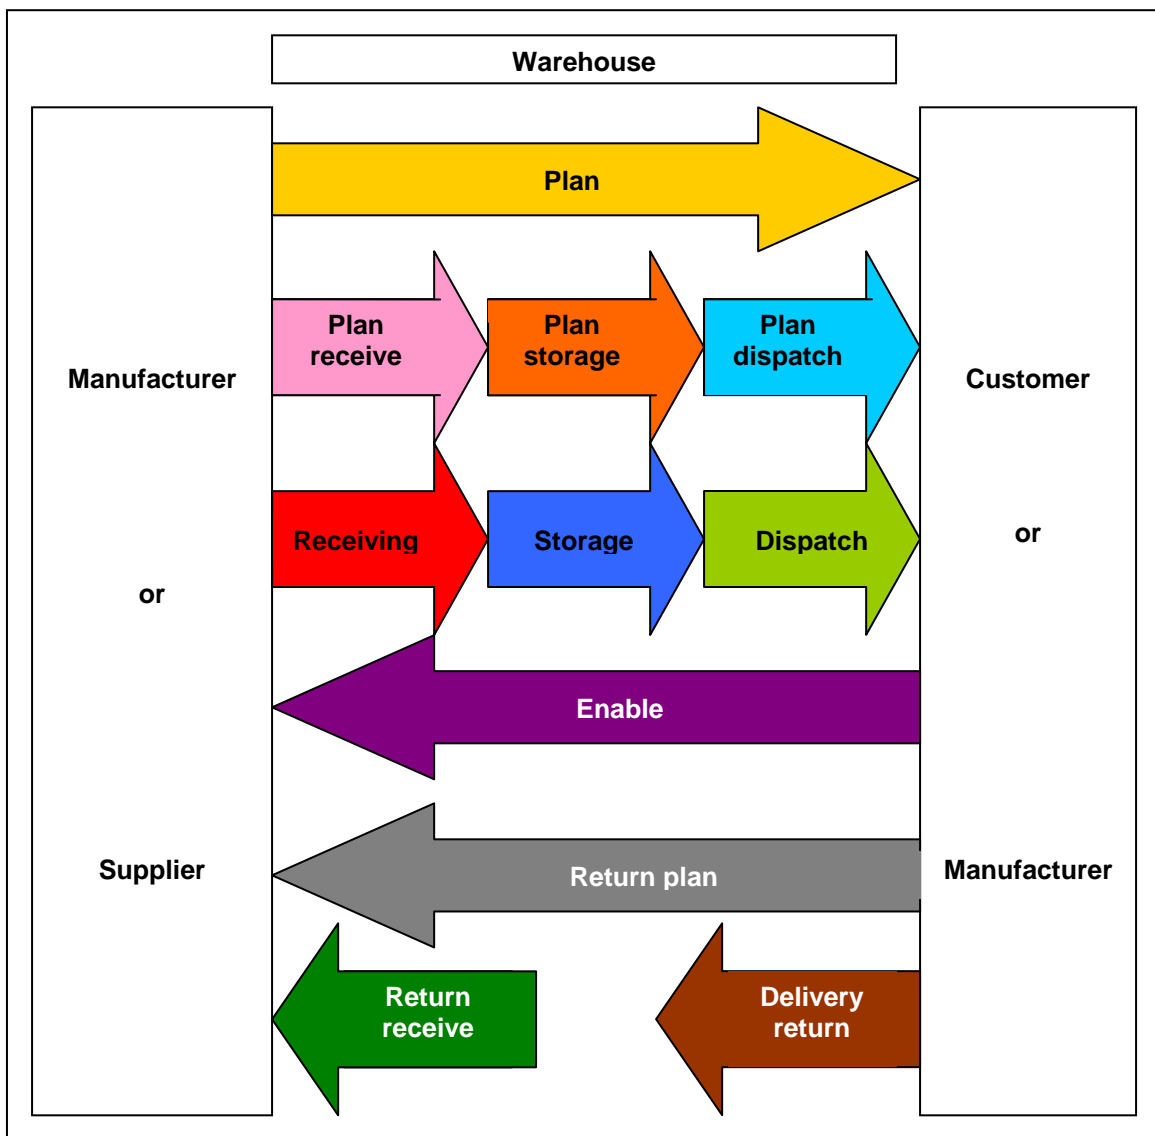 Warehouse
Plan
Plan
receive
Plan
storage
Plan
dispatch
Manufacturer
Customer
Receiving
Storage
Dispatch
or
or
Enable
Supplier
Return plan
Manufacturer
Return
receive
Delivery
return